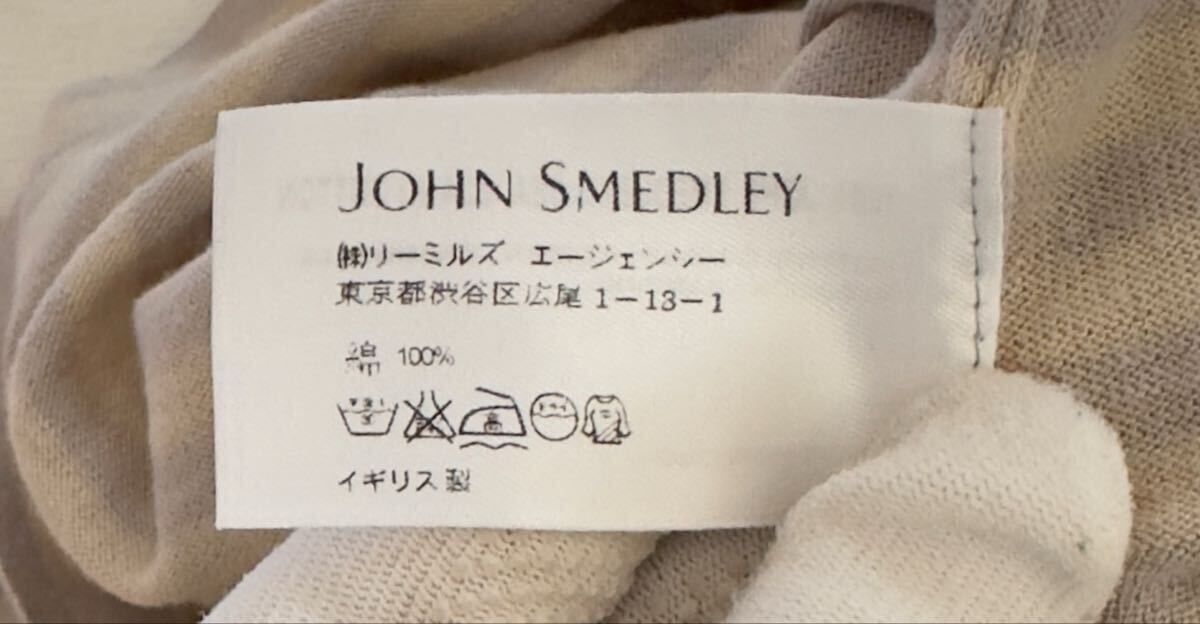 JOHN SMEDLEY
㈱リーミルズ エージェンシー
東京都渋谷区広尾 1−13−1
綿 100%
高
イギリス製